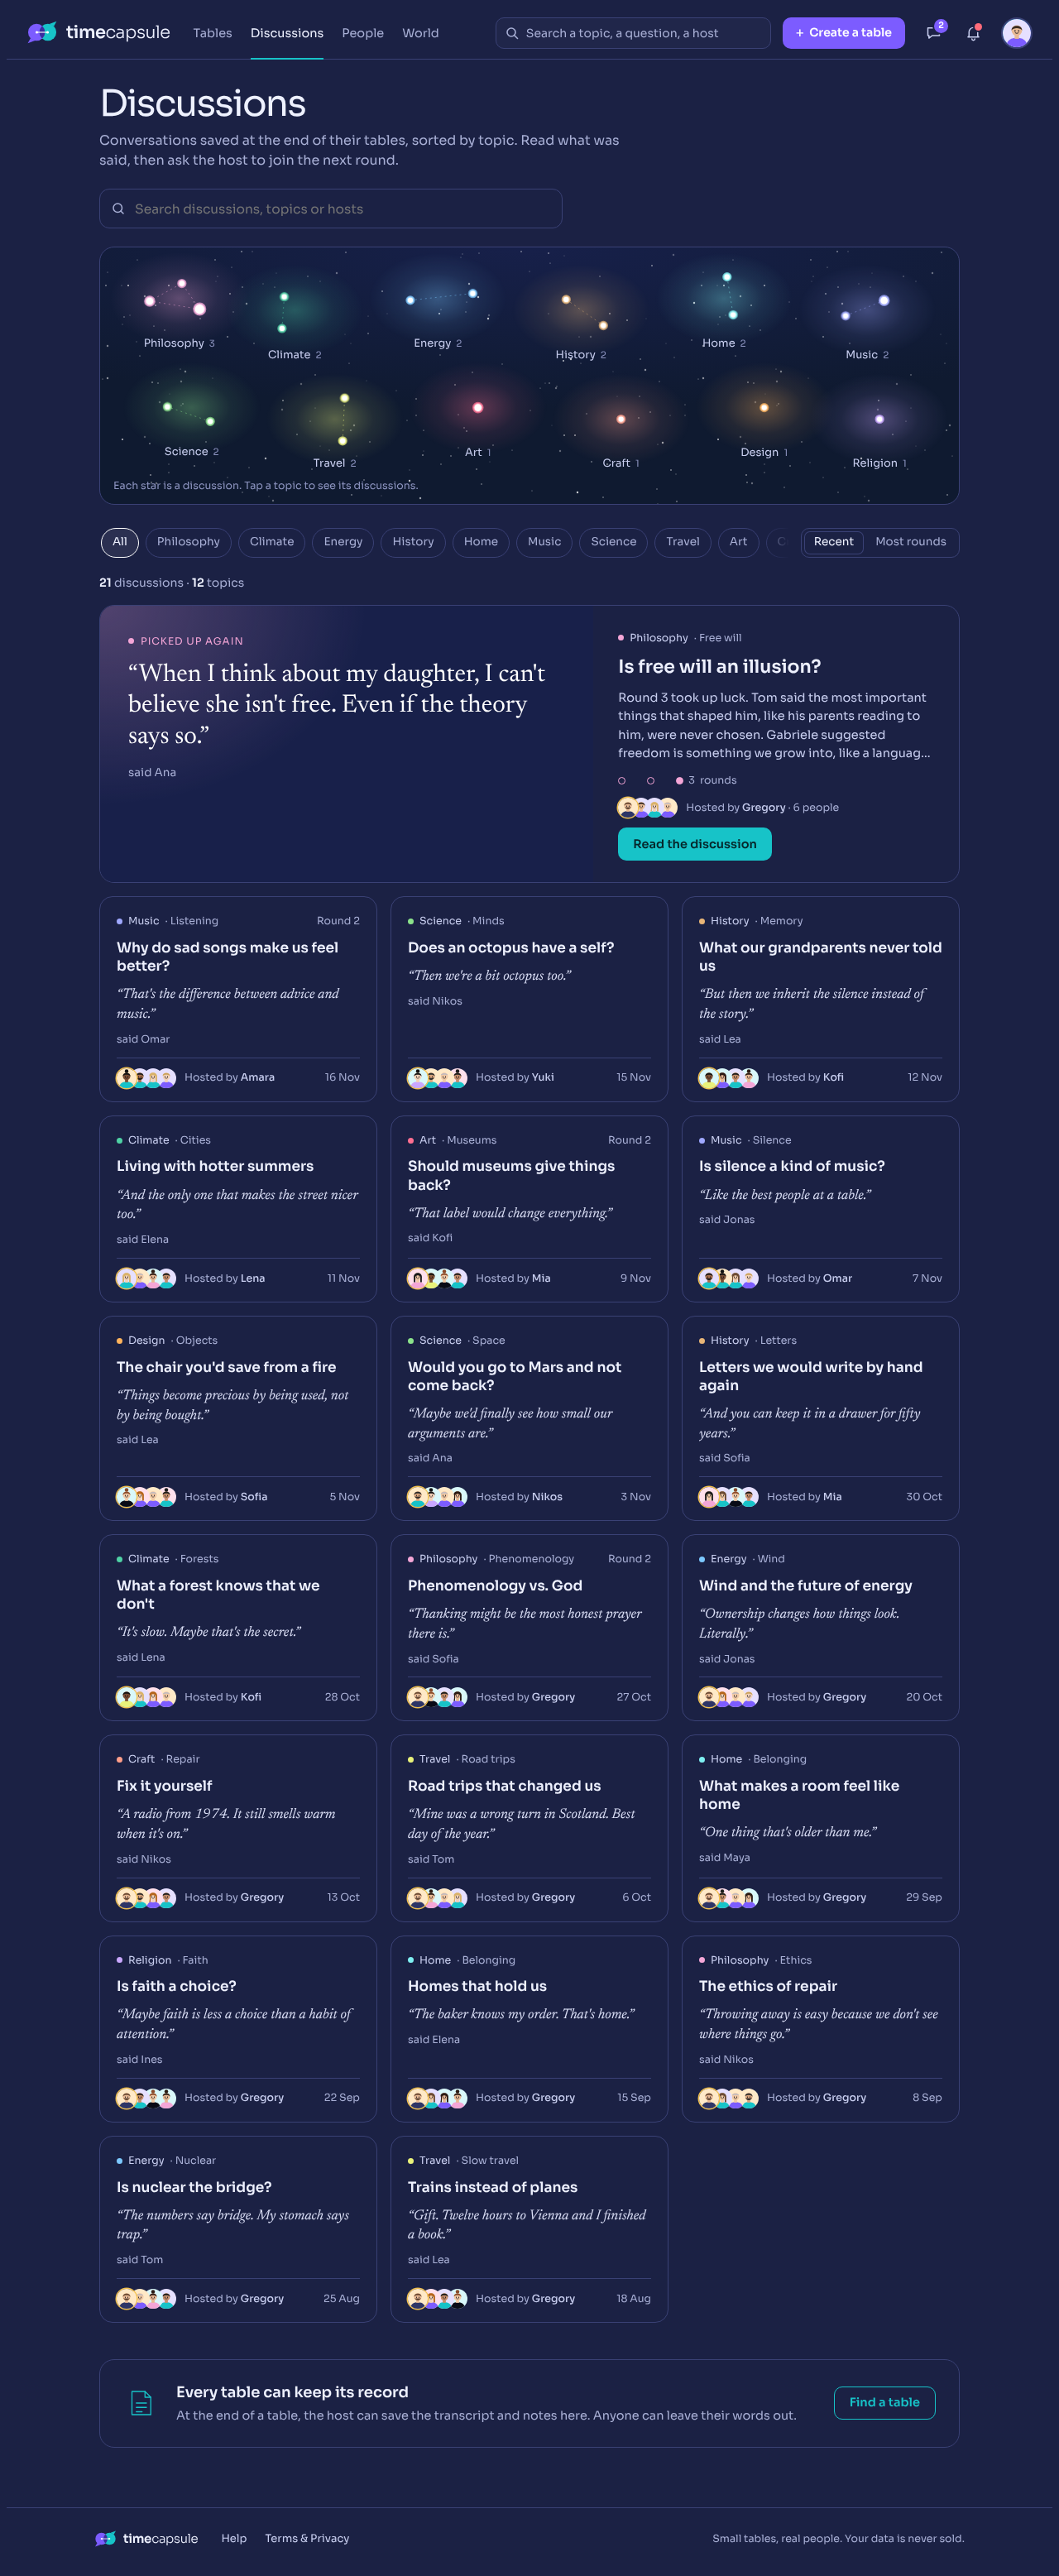 timecapsule Tables Discussions People World Search a topic, a question, a host + Create a table 2
Discussions
Conversations saved at the end of their tables, sorted by topic. Read what was
said, then ask the host to join the next round.
Search discussions, topics or hosts
Philosophy 3
Climate 2
Energy 2
History 2
Home 2
Music 2
Science 2
Travel 2
Art 1
Craft 1
Design 1
Religion 1
Each star is a discussion. Tap a topic to see its discussions.
All Philosophy Climate Energy History Home Music Science Travel Art Recent Most rounds
21 discussions · 12 topics
PICKED UP AGAIN
“When I think about my daughter, I can't
believe she isn't free. Even if the theory
says so.”
said Ana
Philosophy · Free will
Is free will an illusion?
Round 3 took up luck. Tom said the most important
things that shaped him, like his parents reading to
him, were never chosen. Gabriele suggested
freedom is something we grow into, like a languag...
3 rounds
Hosted by Gregory · 6 people
Read the discussion
Music · Listening Round 2
Why do sad songs make us feel
better?
“That's the difference between advice and
music.”
said Omar
Hosted by Amara 16 Nov
Science · Minds
Does an octopus have a self?
“Then we're a bit octopus too.”
said Nikos
Hosted by Yuki 15 Nov
History · Memory
What our grandparents never told
us
“But then we inherit the silence instead of
the story.”
said Lea
Hosted by Kofi 12 Nov
Climate · Cities
Living with hotter summers
“And the only one that makes the street nicer
too.”
said Elena
Hosted by Lena 11 Nov
Art · Museums Round 2
Should museums give things
back?
“That label would change everything.”
said Kofi
Hosted by Mia 9 Nov
Music · Silence
Is silence a kind of music?
“Like the best people at a table.”
said Jonas
Hosted by Omar 7 Nov
Design · Objects
The chair you'd save from a fire
“Things become precious by being used, not
by being bought.”
said Lea
Hosted by Sofia 5 Nov
Science · Space
Would you go to Mars and not
come back?
“Maybe we'd finally see how small our
arguments are.”
said Ana
Hosted by Nikos 3 Nov
History · Letters
Letters we would write by hand
again
“And you can keep it in a drawer for fifty
years.”
said Sofia
Hosted by Mia 30 Oct
Climate · Forests
What a forest knows that we
don't
“It's slow. Maybe that's the secret.”
said Lena
Hosted by Kofi 28 Oct
Philosophy · Phenomenology Round 2
Phenomenology vs. God
“Thanking might be the most honest prayer
there is.”
said Sofia
Hosted by Gregory 27 Oct
Energy · Wind
Wind and the future of energy
“Ownership changes how things look.
Literally.”
said Jonas
Hosted by Gregory 20 Oct
Craft · Repair
Fix it yourself
“A radio from 1974. It still smells warm
when it's on.”
said Nikos
Hosted by Gregory 13 Oct
Travel · Road trips
Road trips that changed us
“Mine was a wrong turn in Scotland. Best
day of the year.”
said Tom
Hosted by Gregory 6 Oct
Home · Belonging
What makes a room feel like
home
“One thing that's older than me.”
said Maya
Hosted by Gregory 29 Sep
Religion · Faith
Is faith a choice?
“Maybe faith is less a choice than a habit of
attention.”
said Ines
Hosted by Gregory 22 Sep
Home · Belonging
Homes that hold us
“The baker knows my order. That's home.”
said Elena
Hosted by Gregory 15 Sep
Philosophy · Ethics
The ethics of repair
“Throwing away is easy because we don't see
where things go.”
said Nikos
Hosted by Gregory 8 Sep
Energy · Nuclear
Is nuclear the bridge?
“The numbers say bridge. My stomach says
trap.”
said Tom
Hosted by Gregory 25 Aug
Travel · Slow travel
Trains instead of planes
“Gift. Twelve hours to Vienna and I finished
a book.”
said Lea
Hosted by Gregory 18 Aug
Every table can keep its record
At the end of a table, the host can save the transcript and notes here. Anyone can leave their words out.
Find a table
timecapsule Help Terms & Privacy Small tables, real people. Your data is never sold.